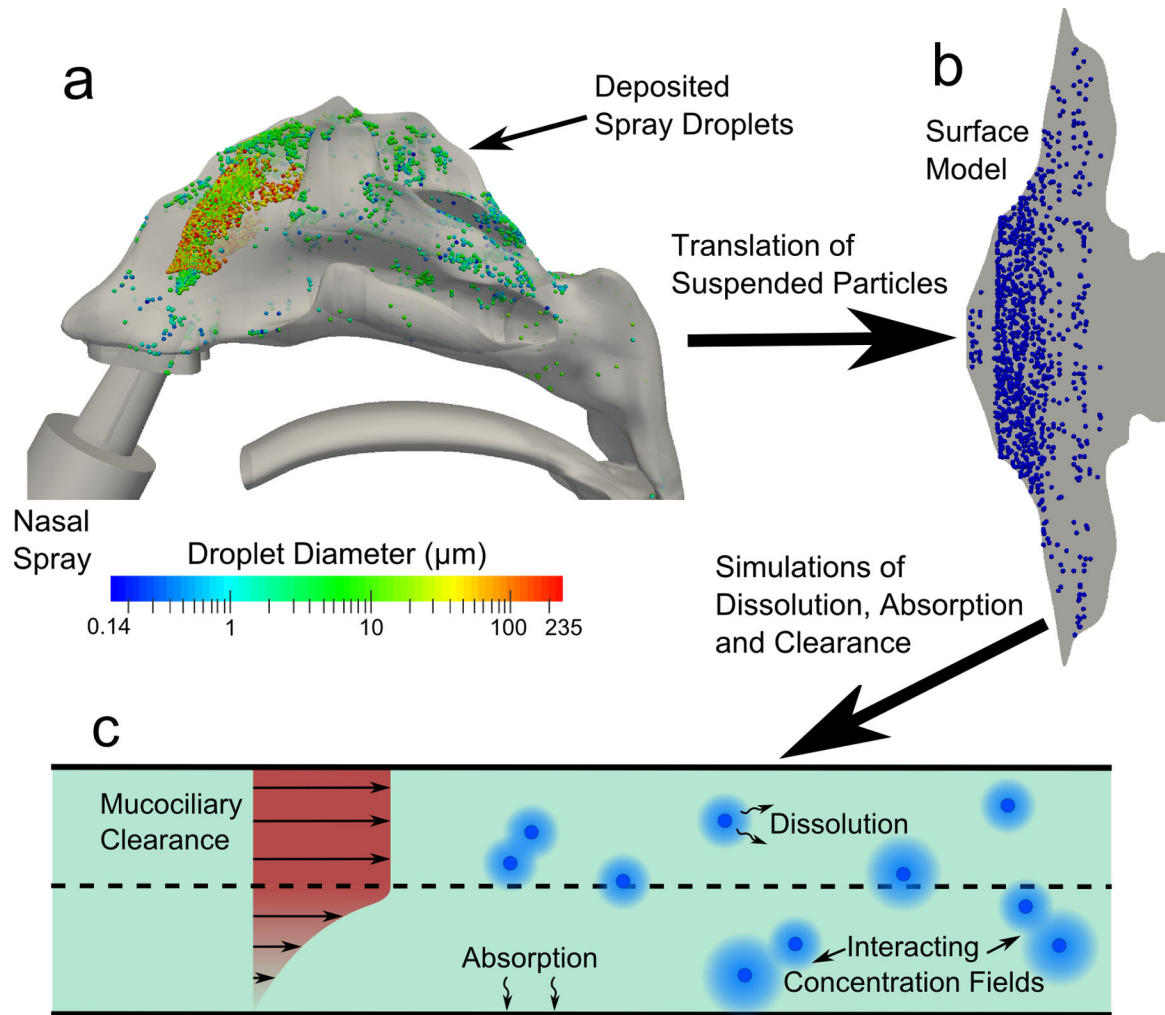 a
Deposited
Spray Droplets
b
Surface
Model
Translation of
Suspended Particles
Nasal
Spray
Droplet Diameter (µm)
0.14 1 10 100 235
Simulations of
Dissolution, Absorption
and Clearance
c
Mucociliary
Clearance
Dissolution
Absorption
Interacting
Concentration Fields